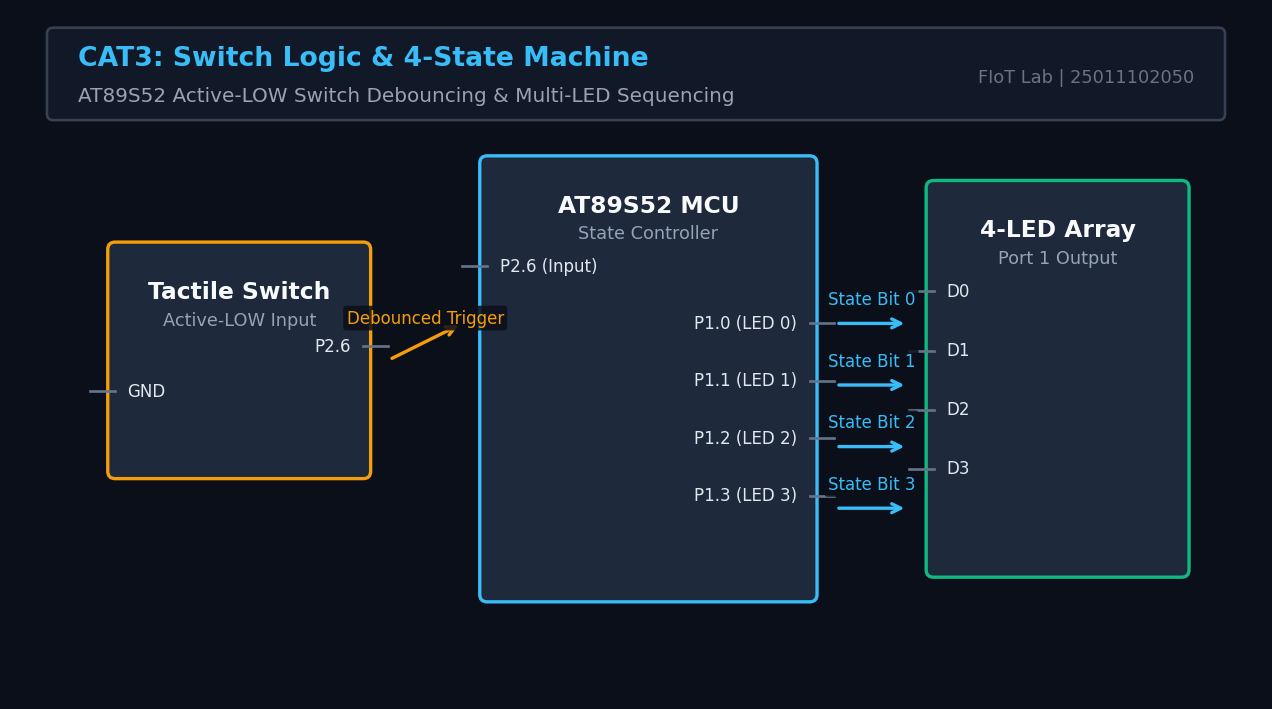 CAT3: Switch Logic & 4-State Machine
AT89S52 Active-LOW Switch Debouncing & Multi-LED Sequencing
FIoT Lab | 25011102050
Tactile Switch
Active-LOW Input
P2.6
GND
Debounced Trigger
AT89S52 MCU
State Controller
P2.6 (Input)
P1.0 (LED 0)
P1.1 (LED 1)
P1.2 (LED 2)
P1.3 (LED 3)
State Bit 0
State Bit 1
State Bit 2
State Bit 3
4-LED Array
Port 1 Output
D0
D1
D2
D3